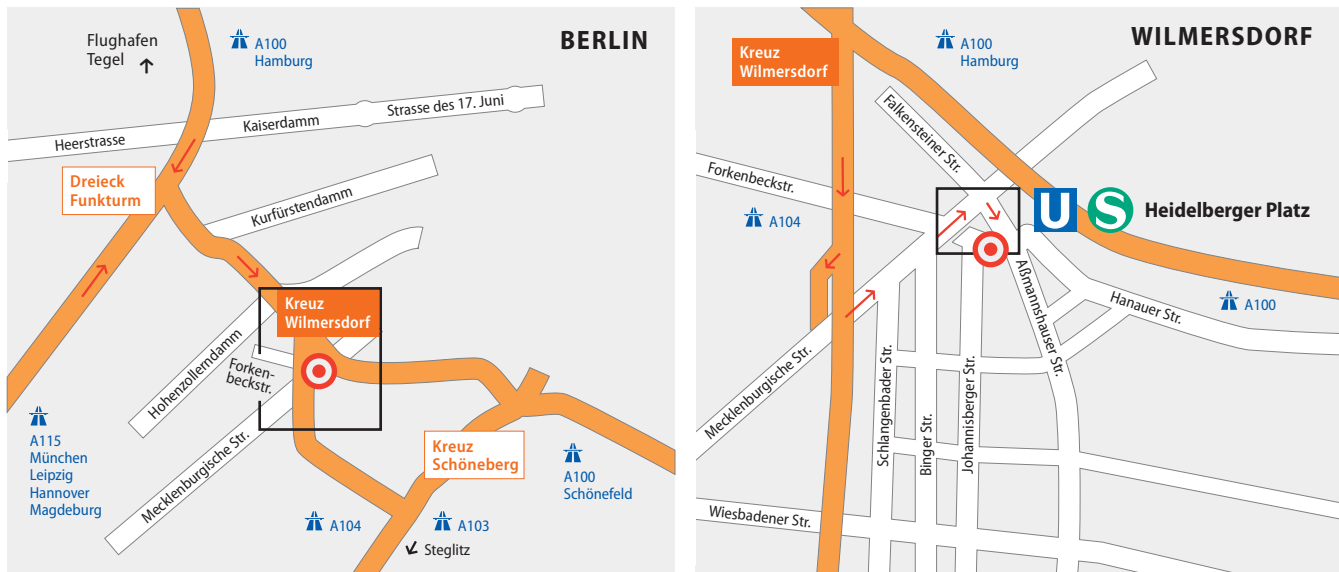 BERLIN
Flughafen
Tegel
A100
Hamburg
Strasse des 17. Juni
Kaiserdamm
Heerstrasse
Dreieck
Funkturm
Kurfürstendamm
Kreuz
Wilmersdorf
Hohenzollerndamm
Forken-
beckstr.
Mecklenburgische Str.
A115
München
Leipzig
Hannover
Magdeburg
Kreuz
Schöneberg
A100
Schönefeld
A104
A103
Steglitz
WILMERSDORF
Kreuz
Wilmersdorf
A100
Hamburg
Falkensteiner Str.
Forkenbeckstr.
A104
U
S
Heidelberger Platz
Aßmannshauser Str.
Hanauer Str.
A100
Mecklenburgische Str.
Schlangenbader Str.
Binger Str.
Johannisberger Str.
Wiesbadener Str.